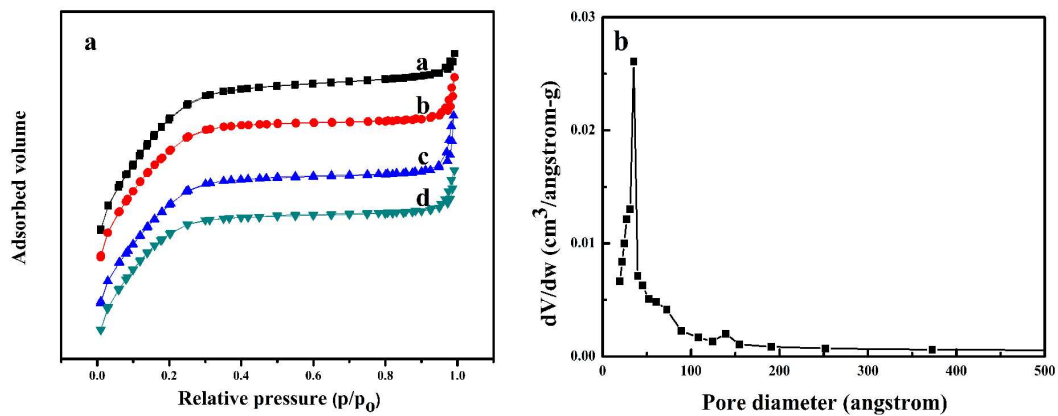 a
a
b
c
d
Adsorbed volume
0.0 0.2 0.4 0.6 0.8 1.0
Relative pressure (p/p₀)
b
0.03
0.02
0.01
0.00
dV/dw (cm³/angstrom-g)
0 100 200 300 400 500
Pore diameter (angstrom)